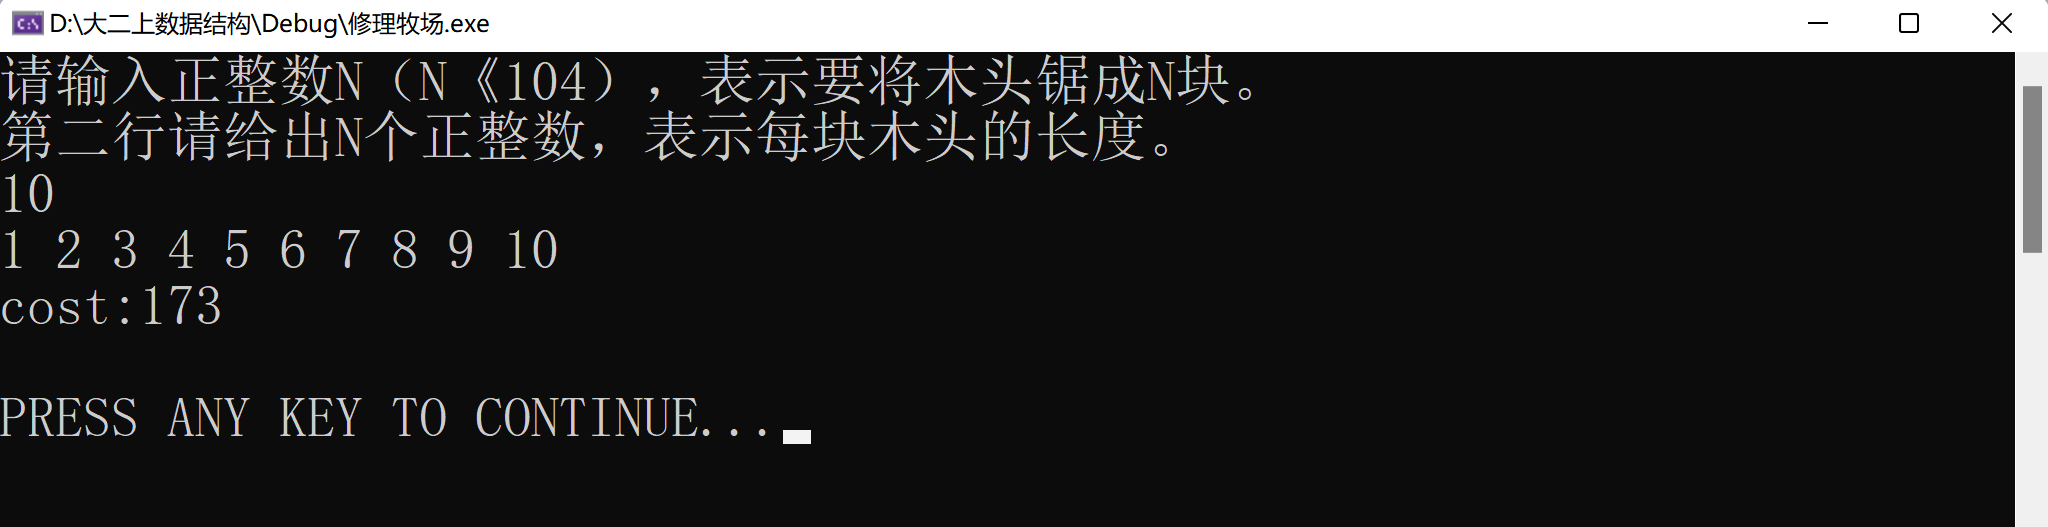 D:\大二上数据结构\Debug\修理牧场.exe
请输入正整数N（N《104），表示要将木头锯成N块。
第二行请给出N个正整数，表示每块木头的长度。
10
1 2 3 4 5 6 7 8 9 10
cost:173
PRESS ANY KEY TO CONTINUE...